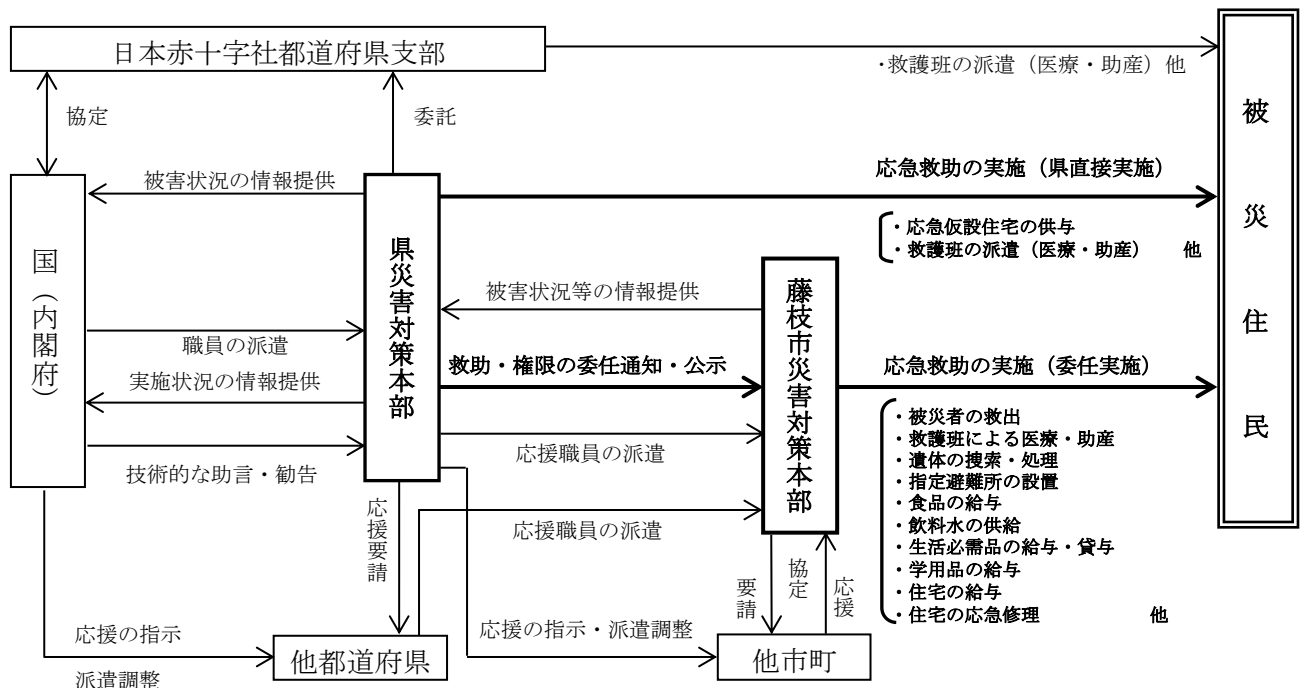 日本赤十字社都道府県支部
・救護班の派遣(医療・助産)他
協定
委託
被災住民
国(内閣府)
被害状況の情報提供
県災害対策本部
応急救助の実施(県直接実施)
・応急仮設住宅の供与
・救護班の派遣(医療・助産) 他
職員の派遣
被害状況等の情報提供
藤枝市災害対策本部
実施状況の情報提供
救助・権限の委任通知・公示
応急救助の実施(委任実施)
・被災者の救出
・救護班による医療・助産
・遺体の捜索・処理
・指定避難所の設置
・食品の給与
・飲料水の供給
・生活必需品の給与・貸与
・学用品の給与
・住宅の給与
・住宅の応急修理 他
技術的な助言・勧告
応援職員の派遣
応援要請
応援職員の派遣
要請
協定
応援
応援の指示
派遣調整
他都道府県
応援の指示・派遣調整
他市町